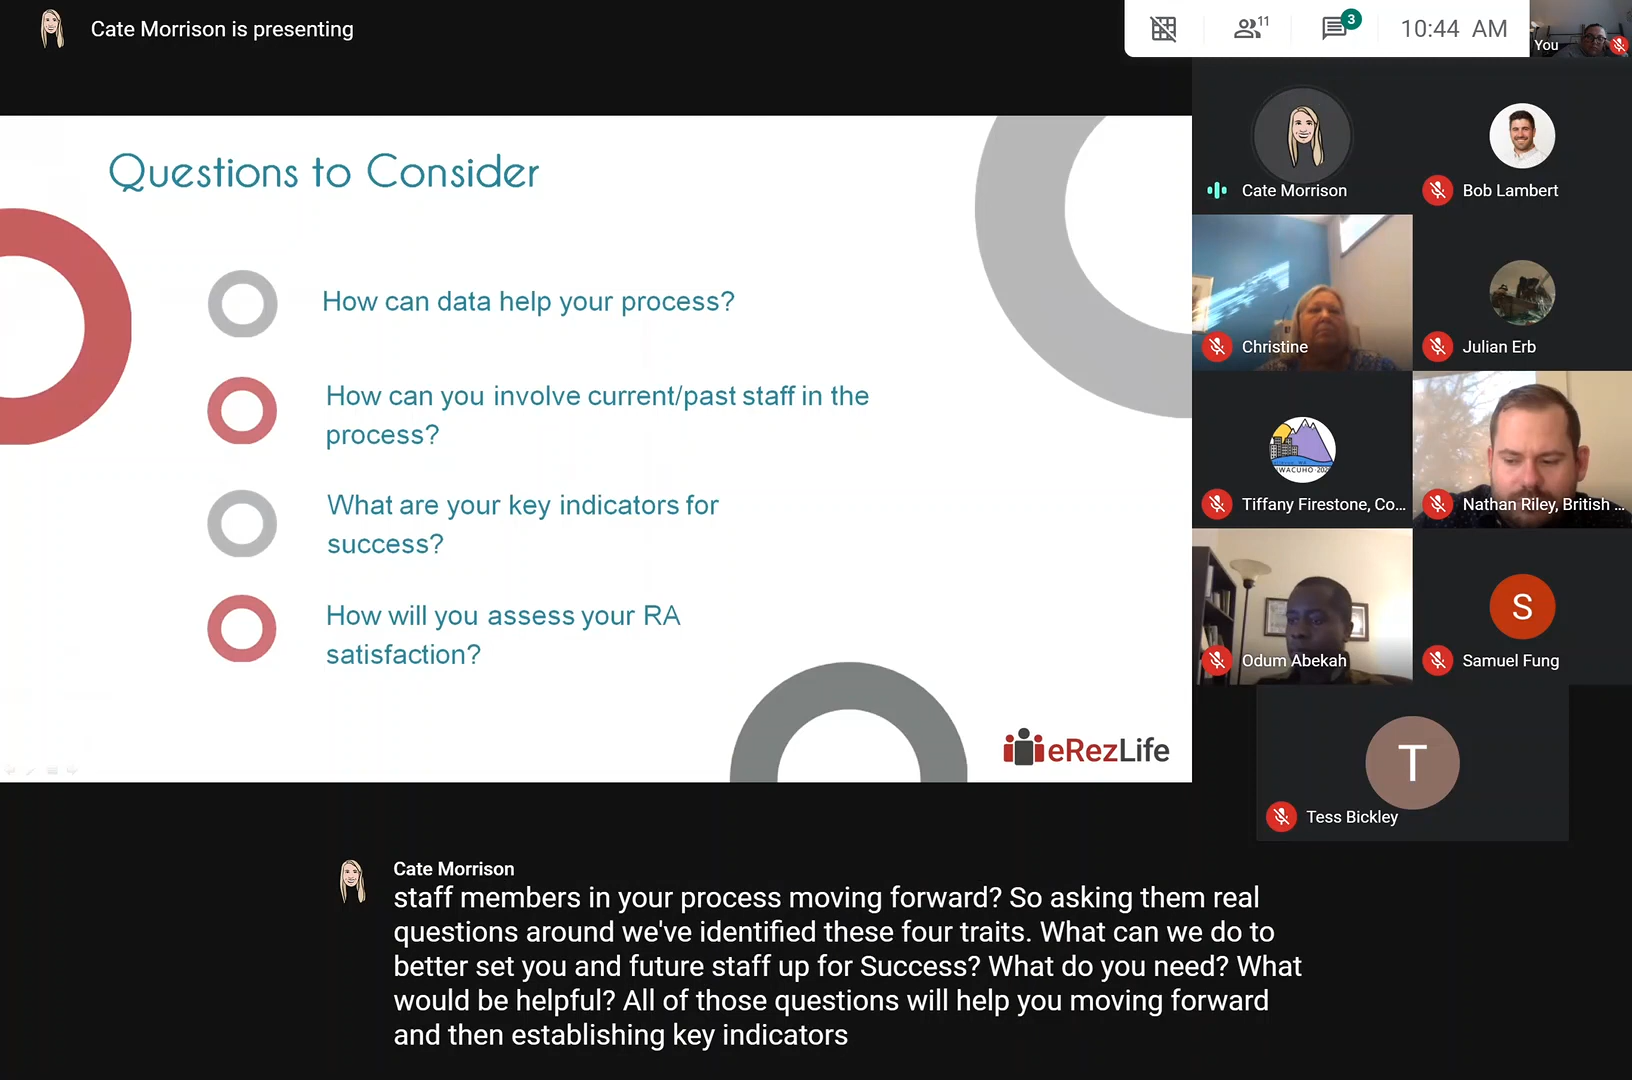 Cate Morrison is presenting
11
3
10:44 AM
You
Questions to Consider
How can data help your process?
How can you involve current/past staff in the
process?
What are your key indicators for
success?
How will you assess your RA
satisfaction?
eRezLife
Cate Morrison
Bob Lambert
Christine
Julian Erb
Tiffany Firestone, Co...
Nathan Riley, British ...
Odum Abekah
S
Samuel Fung
T
Tess Bickley
Cate Morrison
staff members in your process moving forward? So asking them real
questions around we've identified these four traits. What can we do to
better set you and future staff up for Success? What do you need? What
would be helpful? All of those questions will help you moving forward
and then establishing key indicators